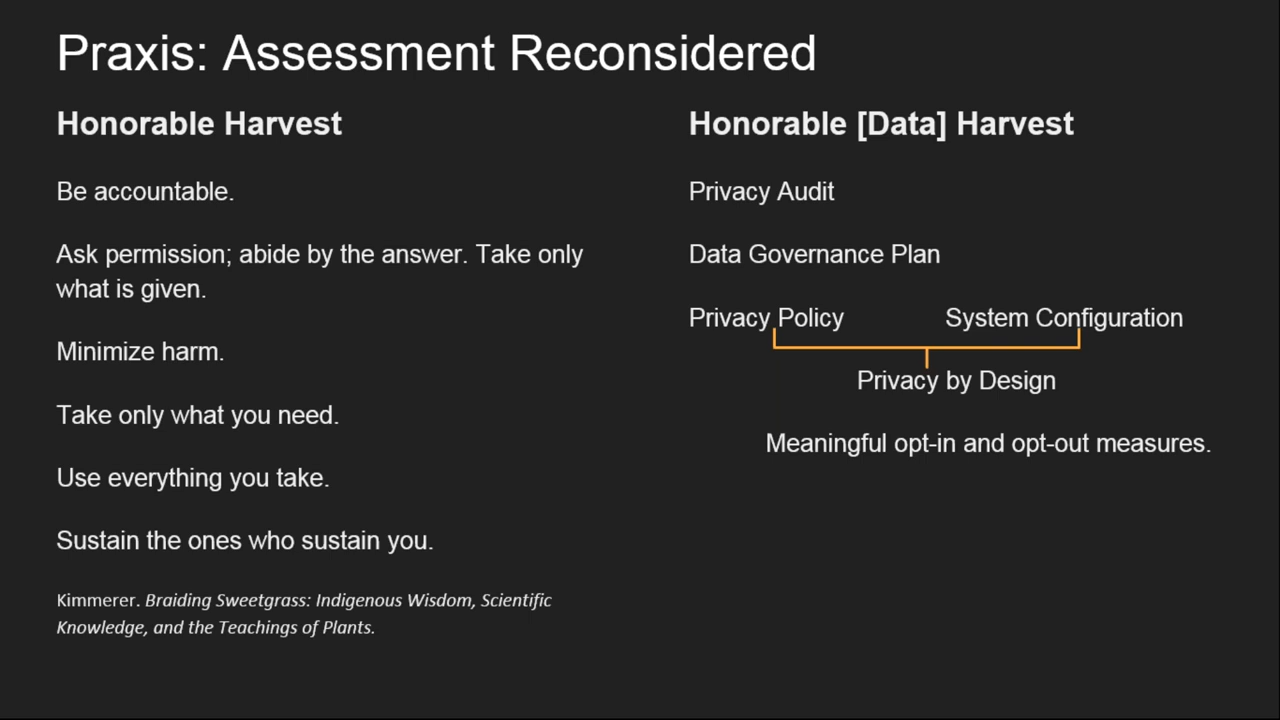 Praxis: Assessment Reconsidered
Honorable Harvest
Be accountable.
Ask permission; abide by the answer. Take only
what is given.
Minimize harm.
Take only what you need.
Use everything you take.
Sustain the ones who sustain you.
Kimmerer. Braiding Sweetgrass: Indigenous Wisdom, Scientific
Knowledge, and the Teachings of Plants.
Honorable [Data] Harvest
Privacy Audit
Data Governance Plan
Privacy Policy
System Configuration
Privacy by Design
Meaningful opt-in and opt-out measures.